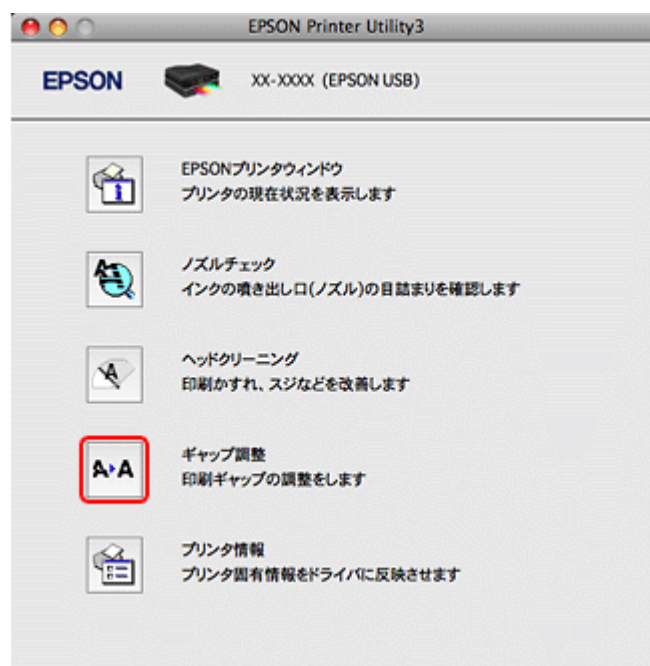 EPSON Printer Utility3
EPSON XX-XXXX (EPSON USB)
EPSONプリンタウィンドウ
プリンタの現在状況を表示します
ノズルチェック
インクの噴き出し口(ノズル)の目詰まりを確認します
ヘッドクリーニング
印刷かすれ、スジなどを改善します
A▸A
ギャップ調整
印刷ギャップの調整をします
プリンタ情報
プリンタ固有情報をドライバに反映させます